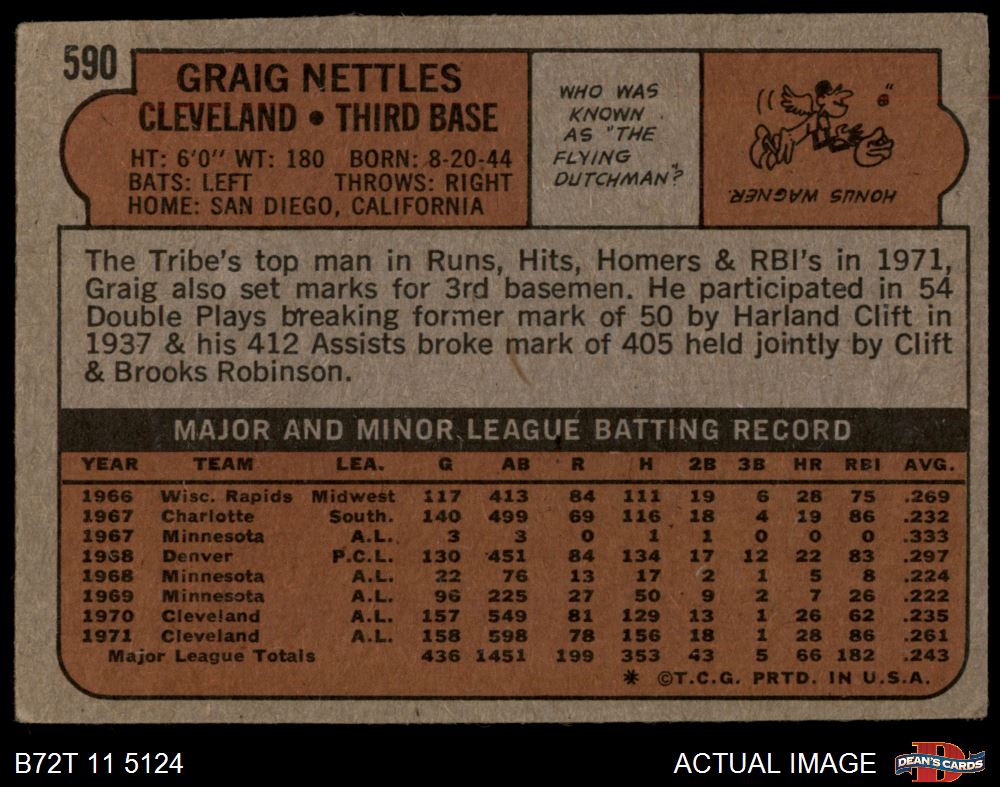 590
GRAIG NETTLES
CLEVELAND • THIRD BASE
HT: 6'0" WT: 180 BORN: 8-20-44
BATS: LEFT THROWS: RIGHT
HOME: SAN DIEGO, CALIFORNIA
WHO WAS
KNOWN
AS "THE
FLYING
DUTCHMAN"?
HONUS WAGNER
The Tribe's top man in Runs, Hits, Homers & RBI's in 1971,
Graig also set marks for 3rd basemen. He participated in 54
Double Plays breaking former mark of 50 by Harland Clift in
1937 & his 412 Assists broke mark of 405 held jointly by Clift
& Brooks Robinson.
MAJOR AND MINOR LEAGUE BATTING RECORD
YEAR TEAM LEA. G AB R H 2B 3B HR RBI AVG.
1966 Wisc. Rapids Midwest 117 413 84 111 19 6 28 75 .269
1967 Charlotte South. 140 499 69 116 18 4 19 86 .232
1967 Minnesota A.L. 3 3 0 1 1 0 0 0 .333
1968 Denver P.C.L. 130 451 84 134 17 12 22 83 .297
1968 Minnesota A.L. 22 76 13 17 2 1 5 8 .224
1969 Minnesota A.L. 96 225 27 50 9 2 7 26 .222
1970 Cleveland A.L. 157 549 81 129 13 1 26 62 .235
1971 Cleveland A.L. 158 598 78 156 18 1 28 86 .261
Major League Totals 436 1451 199 353 43 5 66 182 .243
* ©T.C.G. PRTD. IN U.S.A.
B72T 11 5124 ACTUAL IMAGE
DEAN'S CARDS